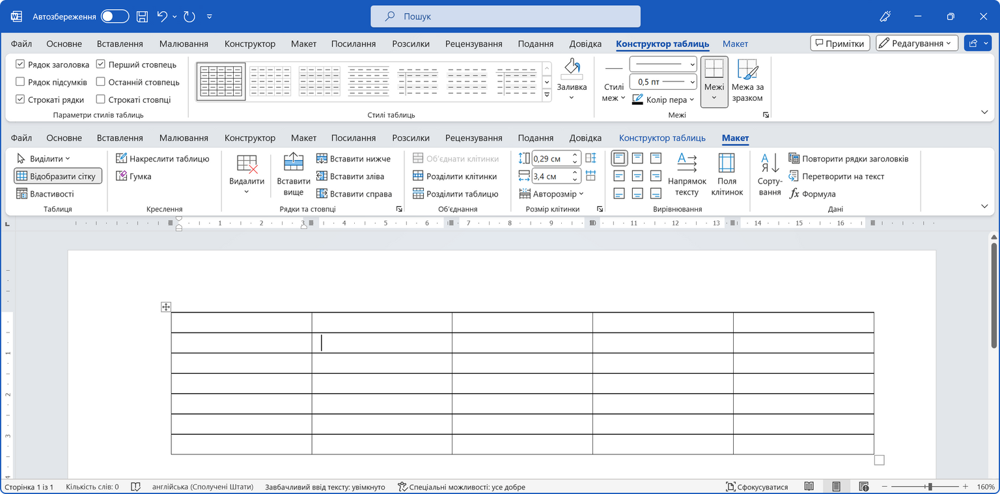 Автозбереження Пошук
Файл Основне Вставлення Малювання Конструктор Макет Посилання Розсилки Рецензування Подання Довідка Конструктор таблиць Макет Примітки Редагування
Рядок заголовка Перший стовпець
Рядок підсумків Останній стовпець
Строкаті рядки Строкаті стовпці
Параметри стилів таблиць
Стилі таблиць
Заливка
Стилі меж
0,5 пт
Колір пера
Межі
Межа за зразком
Межі
Файл Основне Вставлення Малювання Конструктор Макет Посилання Розсилки Рецензування Подання Довідка Конструктор таблиць Макет
Виділити
Відобразити сітку
Властивості
Таблиця
Накреслити таблицю
Гумка
Креслення
Видалити
Вставити вище
Вставити нижче
Вставити зліва
Вставити справа
Рядки та стовпці
Об'єднати клітинки
Розділити клітинки
Розділити таблицю
Об'єднання
0,29 см
3,4 см
Авторозмір
Розмір клітинки
Напрямок тексту
Поля клітинок
Вирівнювання
Сорту-
вання
Повторити рядки заголовків
Перетворити на текст
Формула
Дані
1 2 3 4 5 6 7 8 9 10 11 12 13 14 15 16
1
2
3
4
Сторінка 1 із 1 Кількість слів: 0 англійська (Сполучені Штати) Завбачливий ввід тексту: увімкнуто Спеціальні можливості: усе добре Сфокусуватися 160%